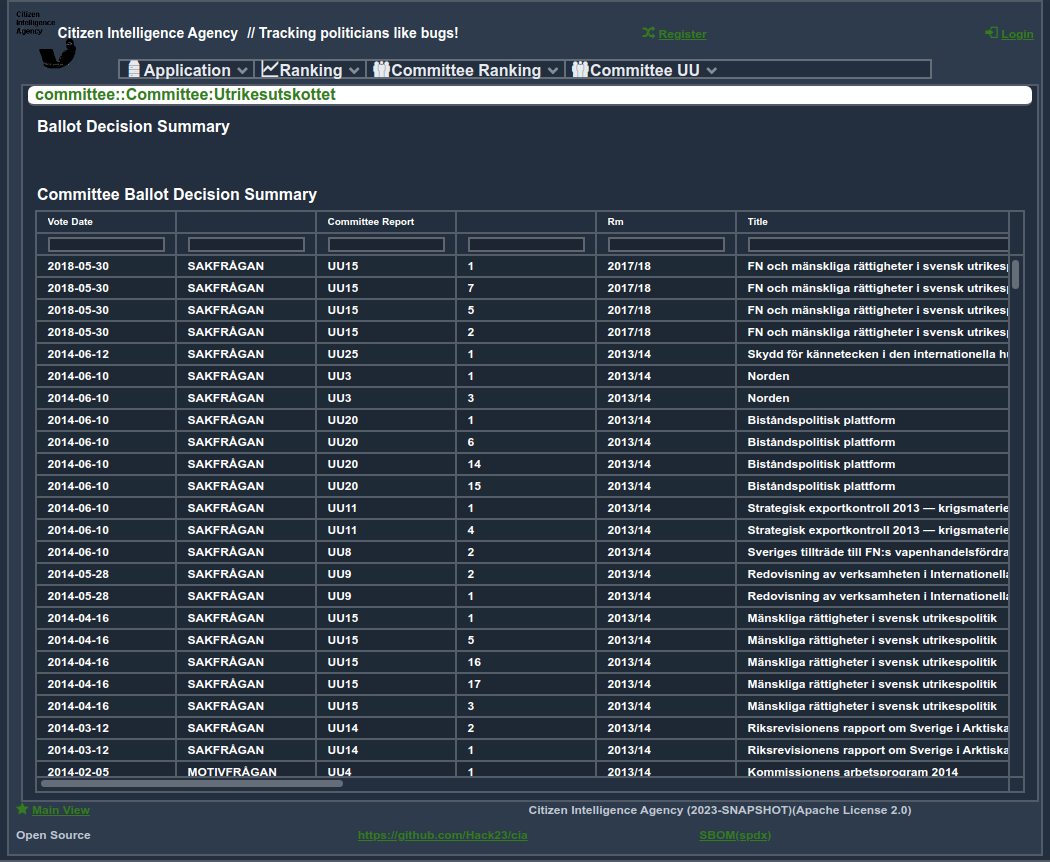 Citizen
Intelligence
Agency
Citizen Intelligence Agency // Tracking politicians like bugs!
Register
Login
Application Ranking Committee Ranking Committee UU
committee::Committee:Utrikesutskottet
Ballot Decision Summary
Committee Ballot Decision Summary
Vote Date Committee Report Rm Title
2018-05-30 SAKFRÅGAN UU15 1 2017/18 FN och mänskliga rättigheter i svensk utrikesp
2018-05-30 SAKFRÅGAN UU15 7 2017/18 FN och mänskliga rättigheter i svensk utrikesp
2018-05-30 SAKFRÅGAN UU15 5 2017/18 FN och mänskliga rättigheter i svensk utrikesp
2018-05-30 SAKFRÅGAN UU15 2 2017/18 FN och mänskliga rättigheter i svensk utrikesp
2014-06-12 SAKFRÅGAN UU25 1 2013/14 Skydd för kännetecken i den internationella hu
2014-06-10 SAKFRÅGAN UU3 1 2013/14 Norden
2014-06-10 SAKFRÅGAN UU3 3 2013/14 Norden
2014-06-10 SAKFRÅGAN UU20 1 2013/14 Biståndspolitisk plattform
2014-06-10 SAKFRÅGAN UU20 6 2013/14 Biståndspolitisk plattform
2014-06-10 SAKFRÅGAN UU20 14 2013/14 Biståndspolitisk plattform
2014-06-10 SAKFRÅGAN UU20 15 2013/14 Biståndspolitisk plattform
2014-06-10 SAKFRÅGAN UU11 1 2013/14 Strategisk exportkontroll 2013 — krigsmaterie
2014-06-10 SAKFRÅGAN UU11 4 2013/14 Strategisk exportkontroll 2013 — krigsmaterie
2014-06-10 SAKFRÅGAN UU8 2 2013/14 Sveriges tillträde till FN:s vapenhandelsfördra
2014-05-28 SAKFRÅGAN UU9 2 2013/14 Redovisning av verksamheten i Internationella
2014-05-28 SAKFRÅGAN UU9 1 2013/14 Redovisning av verksamheten i Internationella
2014-04-16 SAKFRÅGAN UU15 1 2013/14 Mänskliga rättigheter i svensk utrikespolitik
2014-04-16 SAKFRÅGAN UU15 5 2013/14 Mänskliga rättigheter i svensk utrikespolitik
2014-04-16 SAKFRÅGAN UU15 16 2013/14 Mänskliga rättigheter i svensk utrikespolitik
2014-04-16 SAKFRÅGAN UU15 17 2013/14 Mänskliga rättigheter i svensk utrikespolitik
2014-04-16 SAKFRÅGAN UU15 3 2013/14 Mänskliga rättigheter i svensk utrikespolitik
2014-03-12 SAKFRÅGAN UU14 2 2013/14 Riksrevisionens rapport om Sverige i Arktiska
2014-03-12 SAKFRÅGAN UU14 1 2013/14 Riksrevisionens rapport om Sverige i Arktiska
2014-02-05 MOTIVFRÅGAN UU4 1 2013/14 Kommissionens arbetsprogram 2014
Main View Citizen Intelligence Agency (2023-SNAPSHOT)(Apache License 2.0)
Open Source https://github.com/Hack23/cia SBOM(spdx)